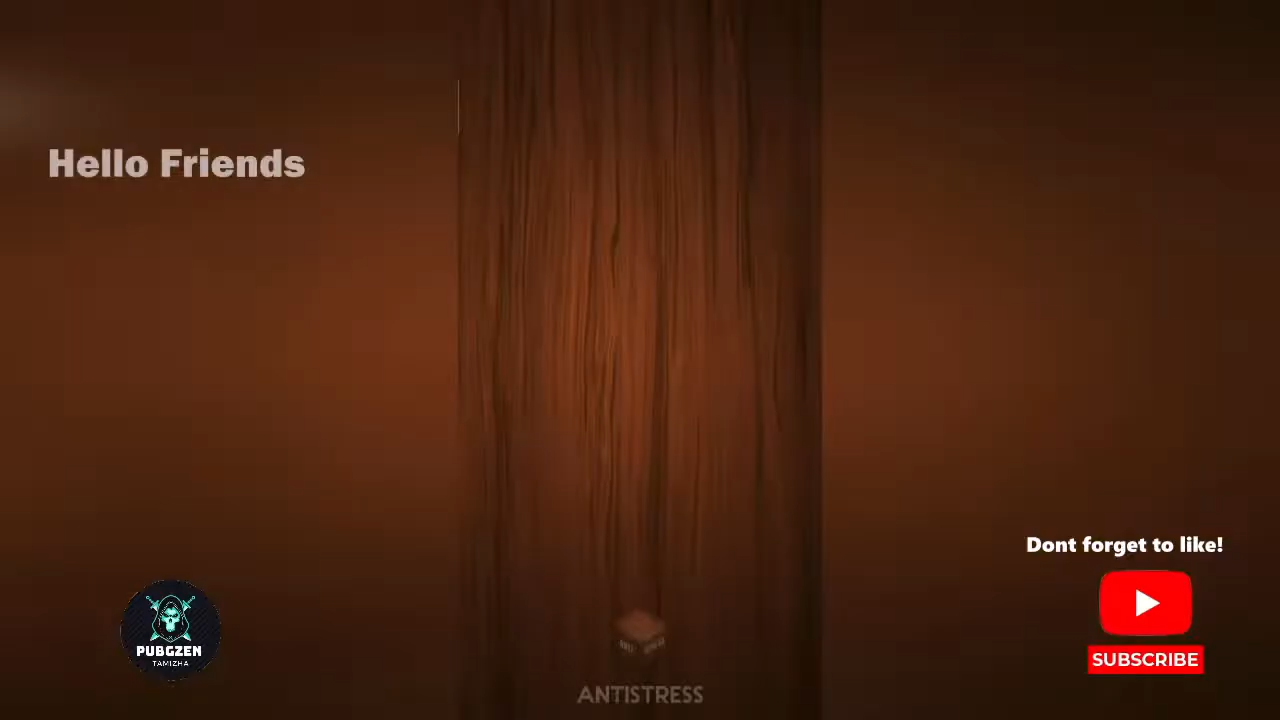 Hello Friends
Dont forget to like!
PUBGZEN
TAMIZHA
SUBSCRIBE
ANTISTRESS